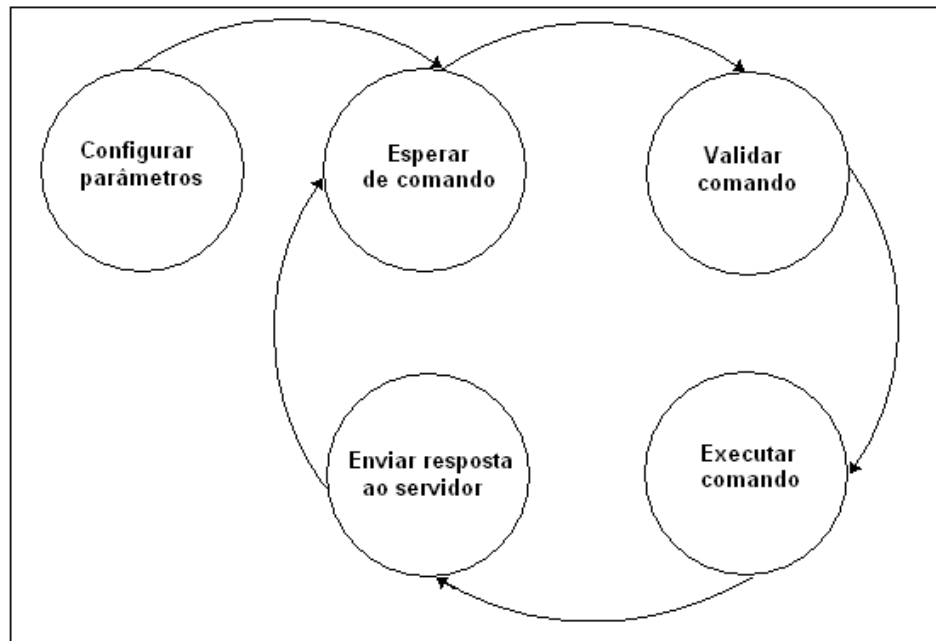 Configurar
parâmetros
Esperar
de comando
Validar
comando
Enviar resposta
ao servidor
Executar
comando